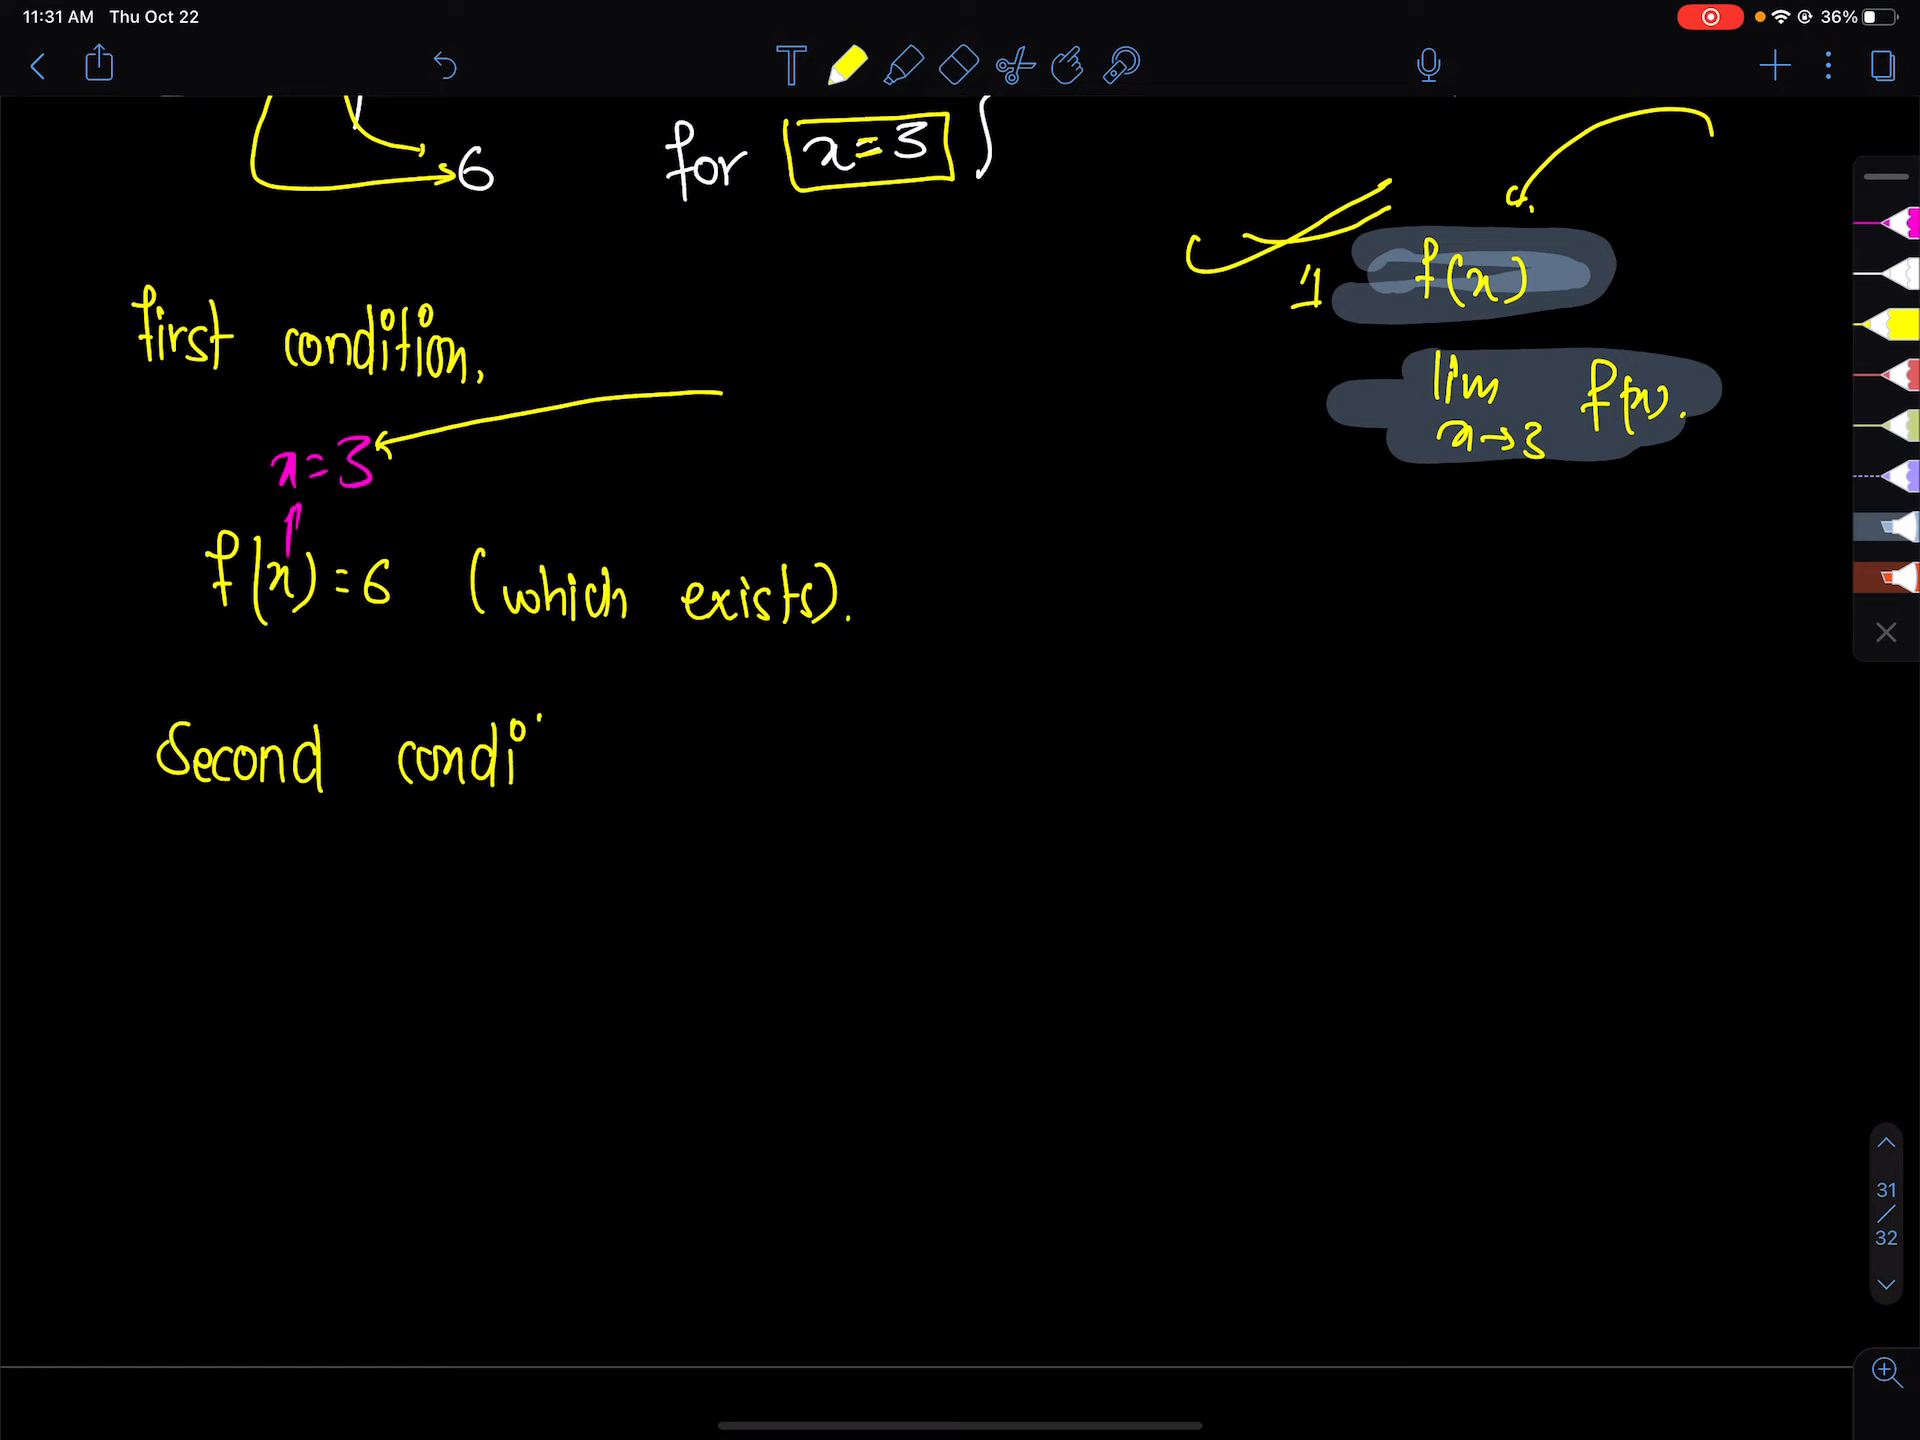 11:31 AM Thu Oct 22
36%
6 for x=3
1 f(x)
lim f(x).
x→3
first condition,
x=3
f(x)=6 (which exists).
Second condi
31
/
32